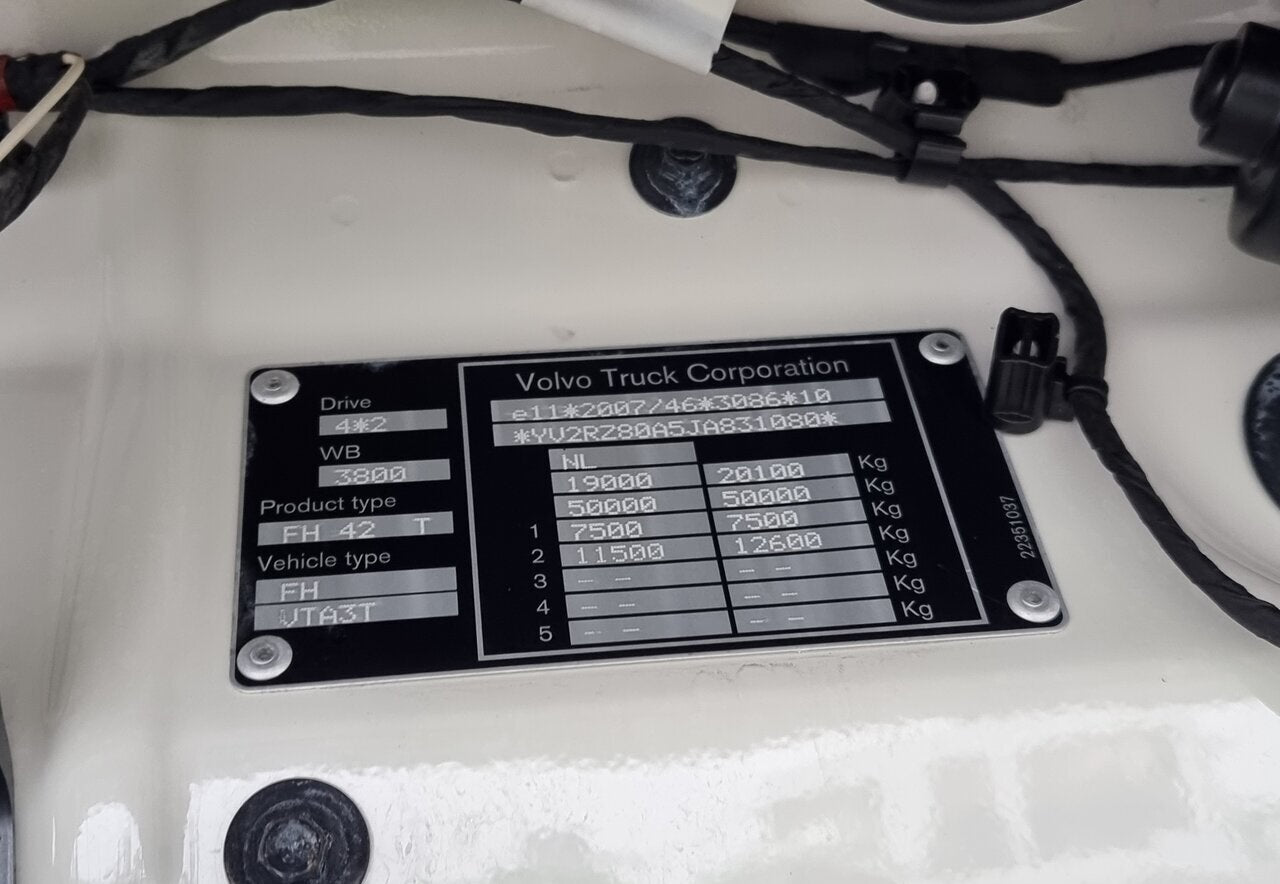 Drive
4*2
WB
3800
Product type
FH 42 T
Vehicle type
FH
VTA3T
Volvo Truck Corporation
e11*2007/46*3086*10
*YV2RZ80A5JA831080*
NL
19000 20100 Kg
50000 50000 Kg
1 7500 7500 Kg
2 11500 12600 Kg
3 -- -- -- -- Kg
4 -- -- -- -- Kg
5 -- -- -- -- Kg
22351037